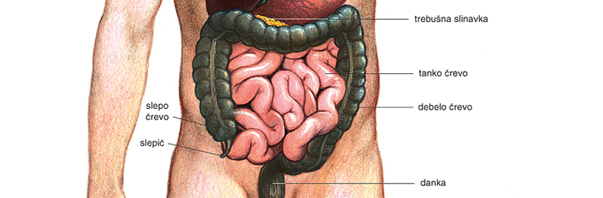 trebušna slinavka
tanko črevo
debelo črevo
slepo
črevo
slepič
danka